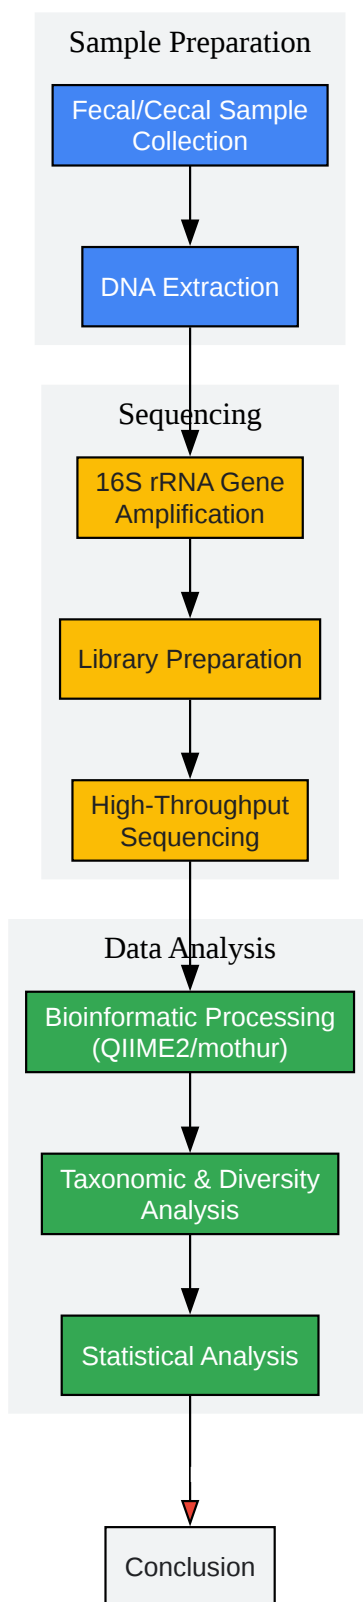 Sample Preparation
Fecal/Cecal Sample
Collection
DNA Extraction
Sequencing
16S rRNA Gene
Amplification
Library Preparation
High-Throughput
Sequencing
Data Analysis
Bioinformatic Processing
(QIIME2/mothur)
Taxonomic & Diversity
Analysis
Statistical Analysis
Conclusion